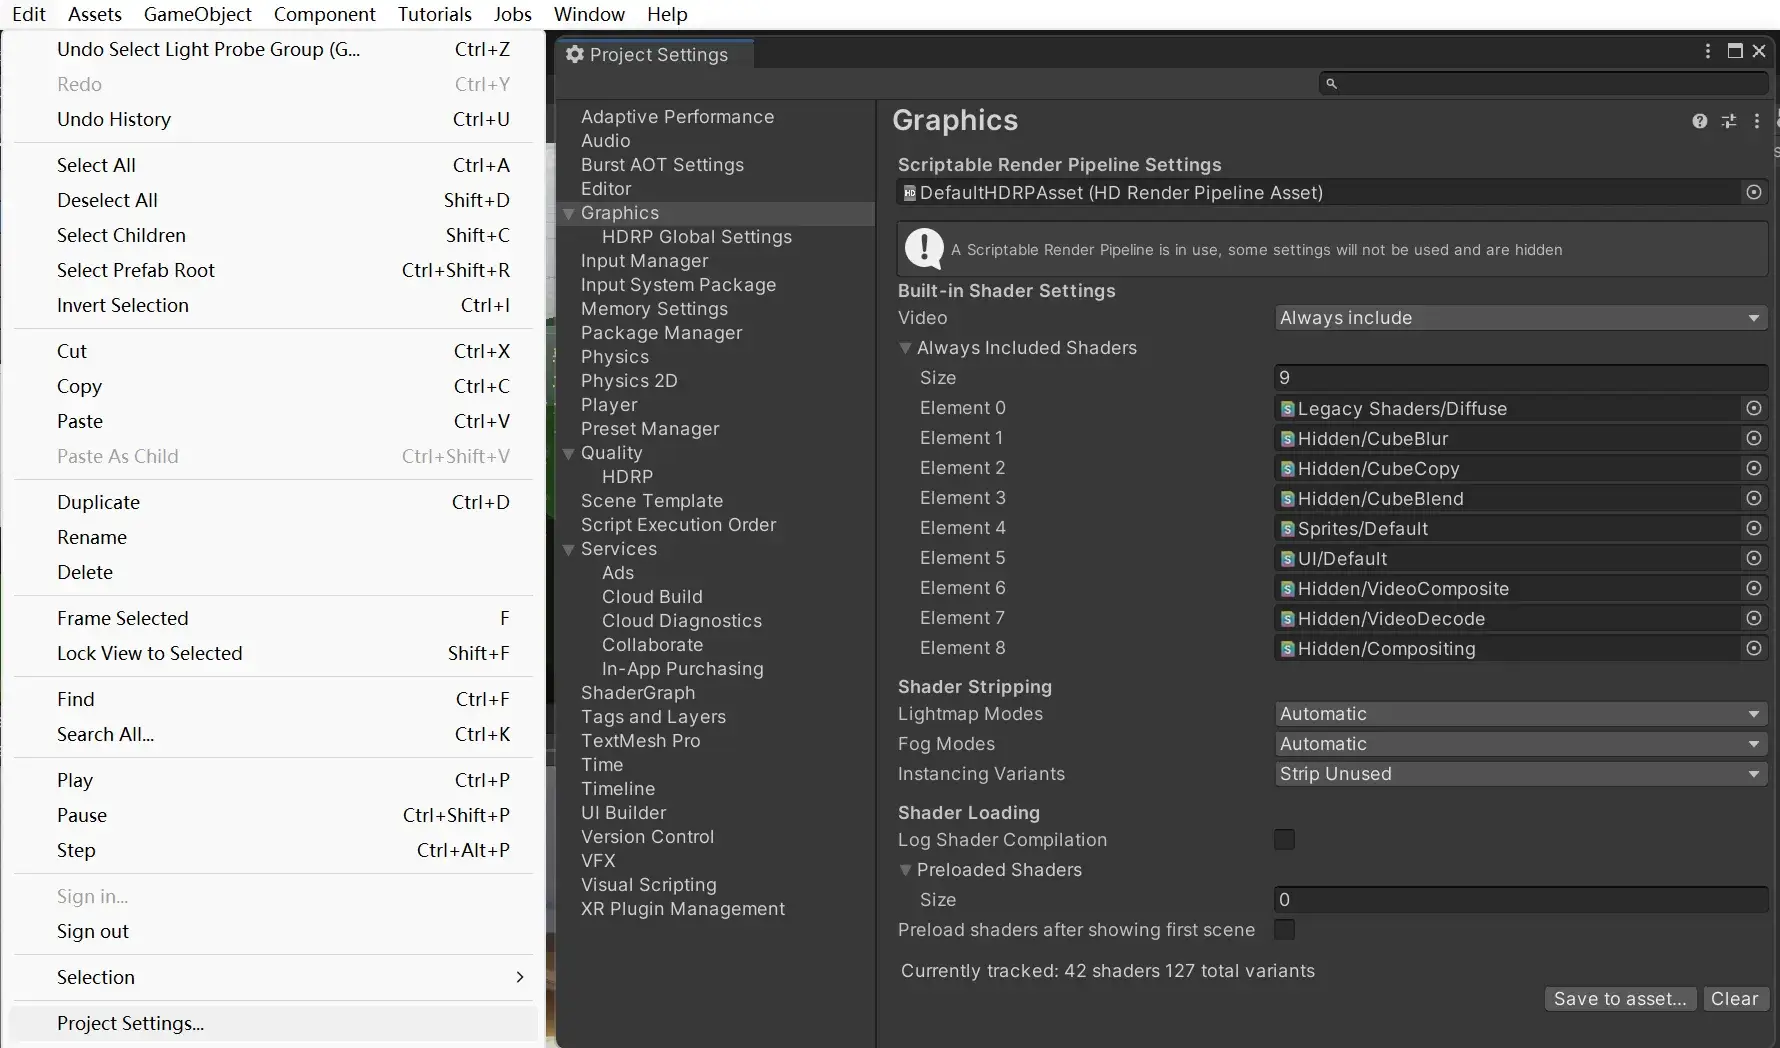 Edit Assets GameObject Component Tutorials Jobs Window Help
Undo Select Light Probe Group (G... Ctrl+Z
Redo Ctrl+Y
Undo History Ctrl+U
Select All Ctrl+A
Deselect All Shift+D
Select Children Shift+C
Select Prefab Root Ctrl+Shift+R
Invert Selection Ctrl+I
Cut Ctrl+X
Copy Ctrl+C
Paste Ctrl+V
Paste As Child Ctrl+Shift+V
Duplicate Ctrl+D
Rename
Delete
Frame Selected F
Lock View to Selected Shift+F
Find Ctrl+F
Search All... Ctrl+K
Play Ctrl+P
Pause Ctrl+Shift+P
Step Ctrl+Alt+P
Sign in...
Sign out
Selection
Project Settings...
Project Settings
Adaptive Performance
Audio
Burst AOT Settings
Editor
Graphics
HDRP Global Settings
Input Manager
Input System Package
Memory Settings
Package Manager
Physics
Physics 2D
Player
Preset Manager
Quality
HDRP
Scene Template
Script Execution Order
Services
Ads
Cloud Build
Cloud Diagnostics
Collaborate
In-App Purchasing
ShaderGraph
Tags and Layers
TextMesh Pro
Time
Timeline
UI Builder
Version Control
VFX
Visual Scripting
XR Plugin Management
Graphics
Scriptable Render Pipeline Settings
DefaultHDRPAsset (HD Render Pipeline Asset)
A Scriptable Render Pipeline is in use, some settings will not be used and are hidden
Built-in Shader Settings
Video Always include
Always Included Shaders
Size 9
Element 0 Legacy Shaders/Diffuse
Element 1 Hidden/CubeBlur
Element 2 Hidden/CubeCopy
Element 3 Hidden/CubeBlend
Element 4 Sprites/Default
Element 5 UI/Default
Element 6 Hidden/VideoComposite
Element 7 Hidden/VideoDecode
Element 8 Hidden/Compositing
Shader Stripping
Lightmap Modes Automatic
Fog Modes Automatic
Instancing Variants Strip Unused
Shader Loading
Log Shader Compilation
Preloaded Shaders
Size 0
Preload shaders after showing first scene
Currently tracked: 42 shaders 127 total variants
Save to asset... Clear